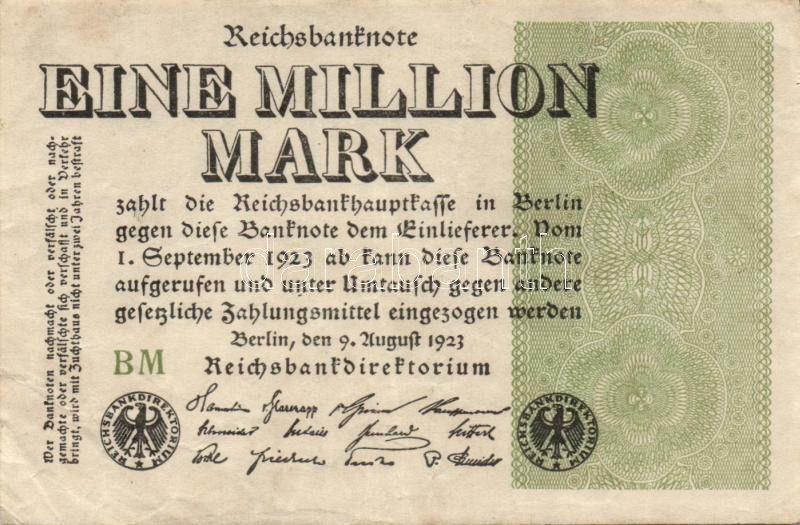 Reichsbanknote
EINE MILLION
MARK
zahlt die Reichsbankhauptkasse in Berlin
gegen diese Banknote dem Einlieferer. Vom
1. September 1923 ab kann diese Banknote
aufgerufen und unter Umtausch gegen andere
gesetzliche Zahlungsmittel eingezogen werden
Berlin, den 9. August 1923
BM Reichsbankdirektorium
Wer Banknoten nachmacht oder verfälscht oder nach-
gemachte oder verfälschte sich verschafft und in Verkehr
bringt, wird mit Zuchthaus nicht unter zwei Jahren bestraft
REICHSBANKDIREKTORIUM
REICHSBANKDIREKTORIUM
darabanth